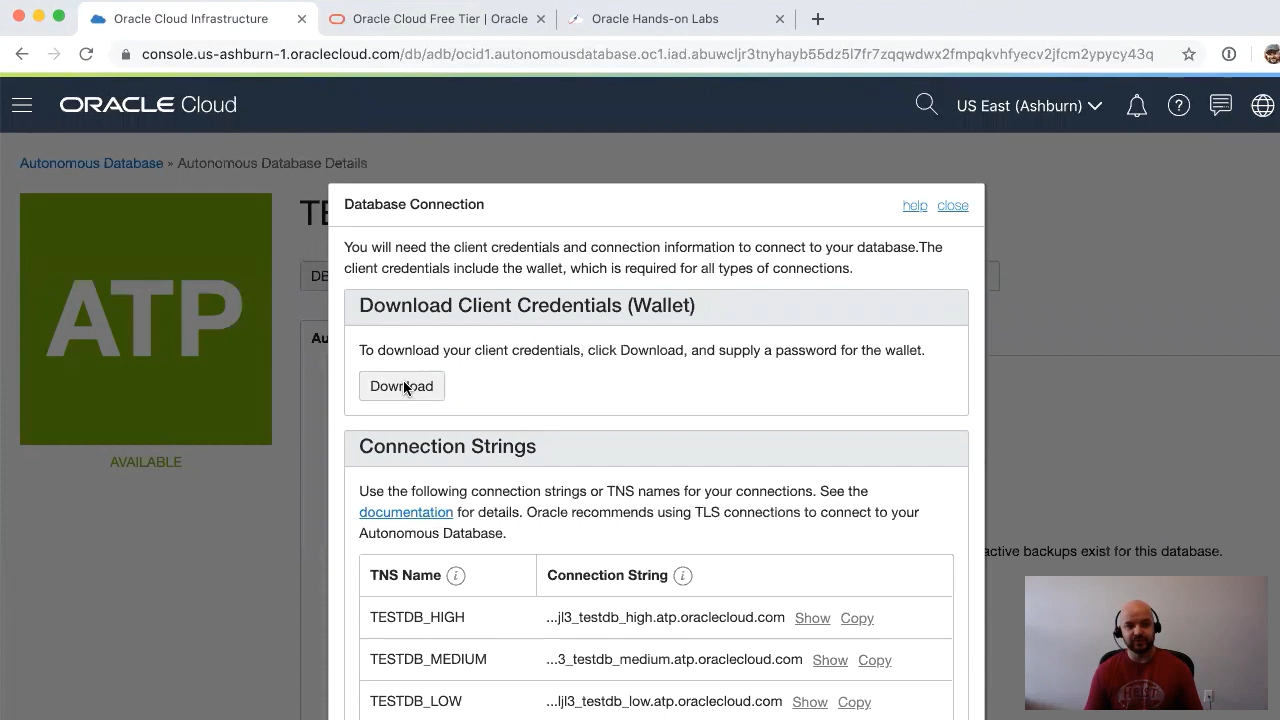 Oracle Cloud Infrastructure
Oracle Cloud Free Tier | Oracle
Oracle Hands-on Labs
console.us-ashburn-1.oraclecloud.com/db/adb/ocid1.autonomousdatabase.oc1.iad.abuwcljr3tnyhayb55dz5l7fr7zqqwdwx2fmpqkvhfyecv2jfcm2ypycy43q
ORACLE Cloud
US East (Ashburn)
Autonomous Database » Autonomous Database Details
ATP
AVAILABLE
TE
DB
Au
Database Connection
help close
You will need the client credentials and connection information to connect to your database.The
client credentials include the wallet, which is required for all types of connections.
Download Client Credentials (Wallet)
To download your client credentials, click Download, and supply a password for the wallet.
Download
Connection Strings
Use the following connection strings or TNS names for your connections. See the
documentation for details. Oracle recommends using TLS connections to connect to your
Autonomous Database.
TNS Name Connection String
TESTDB_HIGH ...jl3_testdb_high.atp.oraclecloud.com Show Copy
TESTDB_MEDIUM ...3_testdb_medium.atp.oraclecloud.com Show Copy
TESTDB_LOW ...ljl3_testdb_low.atp.oraclecloud.com Show Copy
active backups exist for this database.